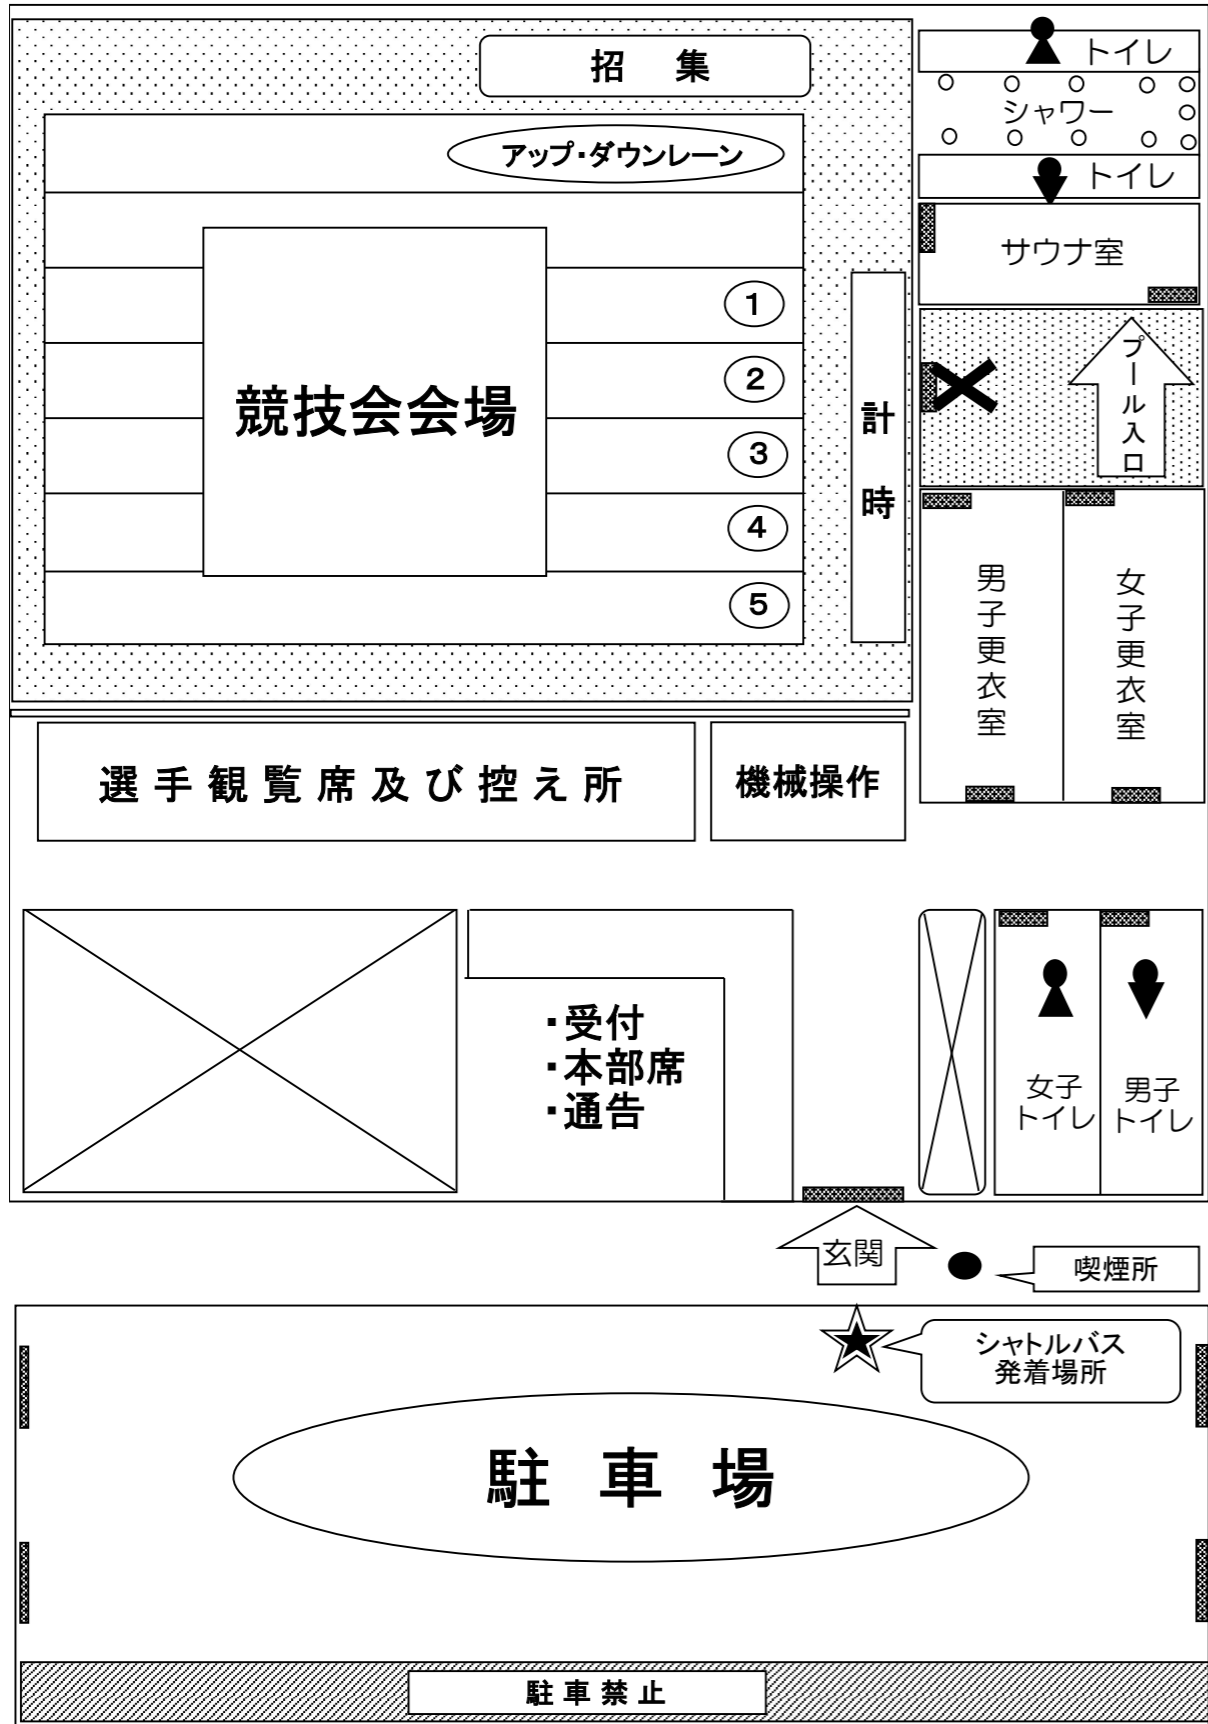 招　集
トイレ
シャワー
アップ・ダウンレーン
トイレ
サウナ室
①
プール入口
②
競技会会場
計時
③
④
⑤
男子更衣室
女子更衣室
選手観覧席及び控え所
機械操作
・受付
・本部席
・通告
女子
トイレ
男子
トイレ
玄関
喫煙所
シャトルバス
発着場所
駐　車　場
駐車禁止